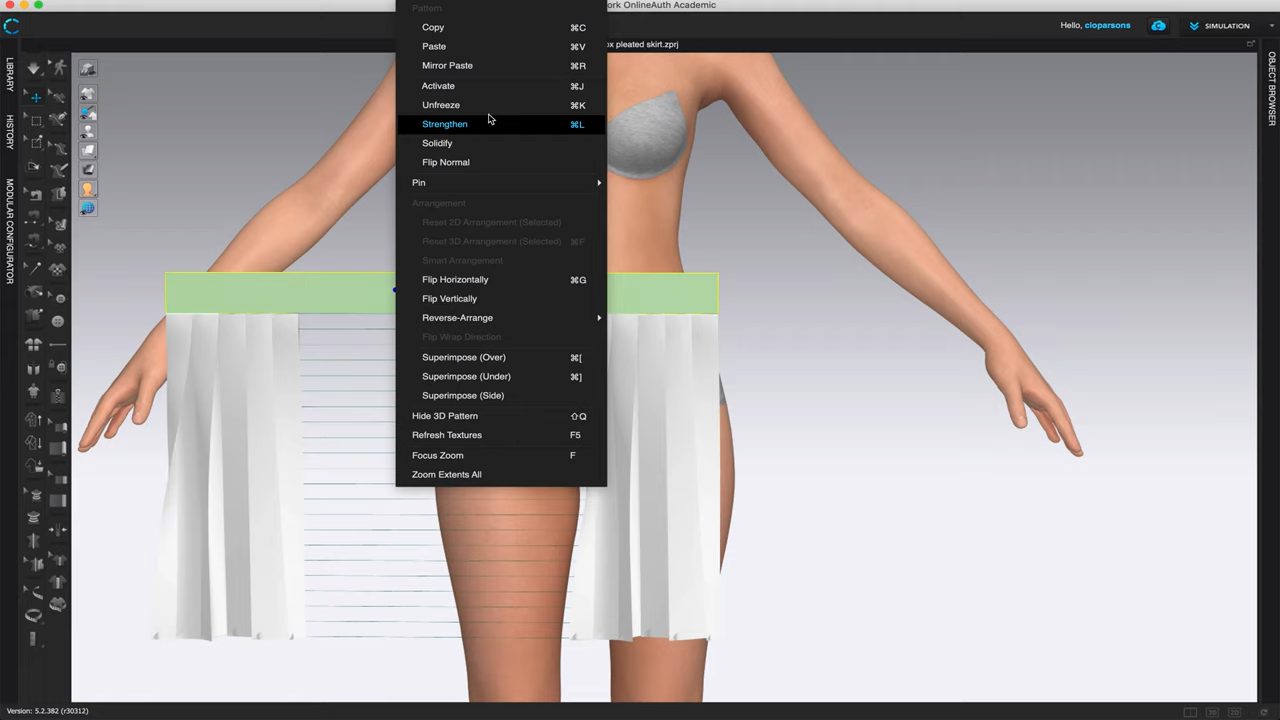 ork OnlineAuth Academic
Hello, cloparsons
SIMULATION
ox pleated skirt.zprj
LIBRARY
HISTORY
MODULAR CONFIGURATOR
OBJECT BROWSER
Pattern
Copy ⌘C
Paste ⌘V
Mirror Paste ⌘R
Activate ⌘J
Unfreeze ⌘K
Strengthen ⌘L
Solidify
Flip Normal
Pin
Arrangement
Reset 2D Arrangement (Selected)
Reset 3D Arrangement (Selected) ⌘F
Smart Arrangement
Flip Horizontally ⌘G
Flip Vertically
Reverse-Arrange
Flip Wrap Direction
Superimpose (Over) ⌘[
Superimpose (Under) ⌘]
Superimpose (Side)
Hide 3D Pattern ⇧Q
Refresh Textures F5
Focus Zoom F
Zoom Extents All
Version: 5.2.382 (r30312)